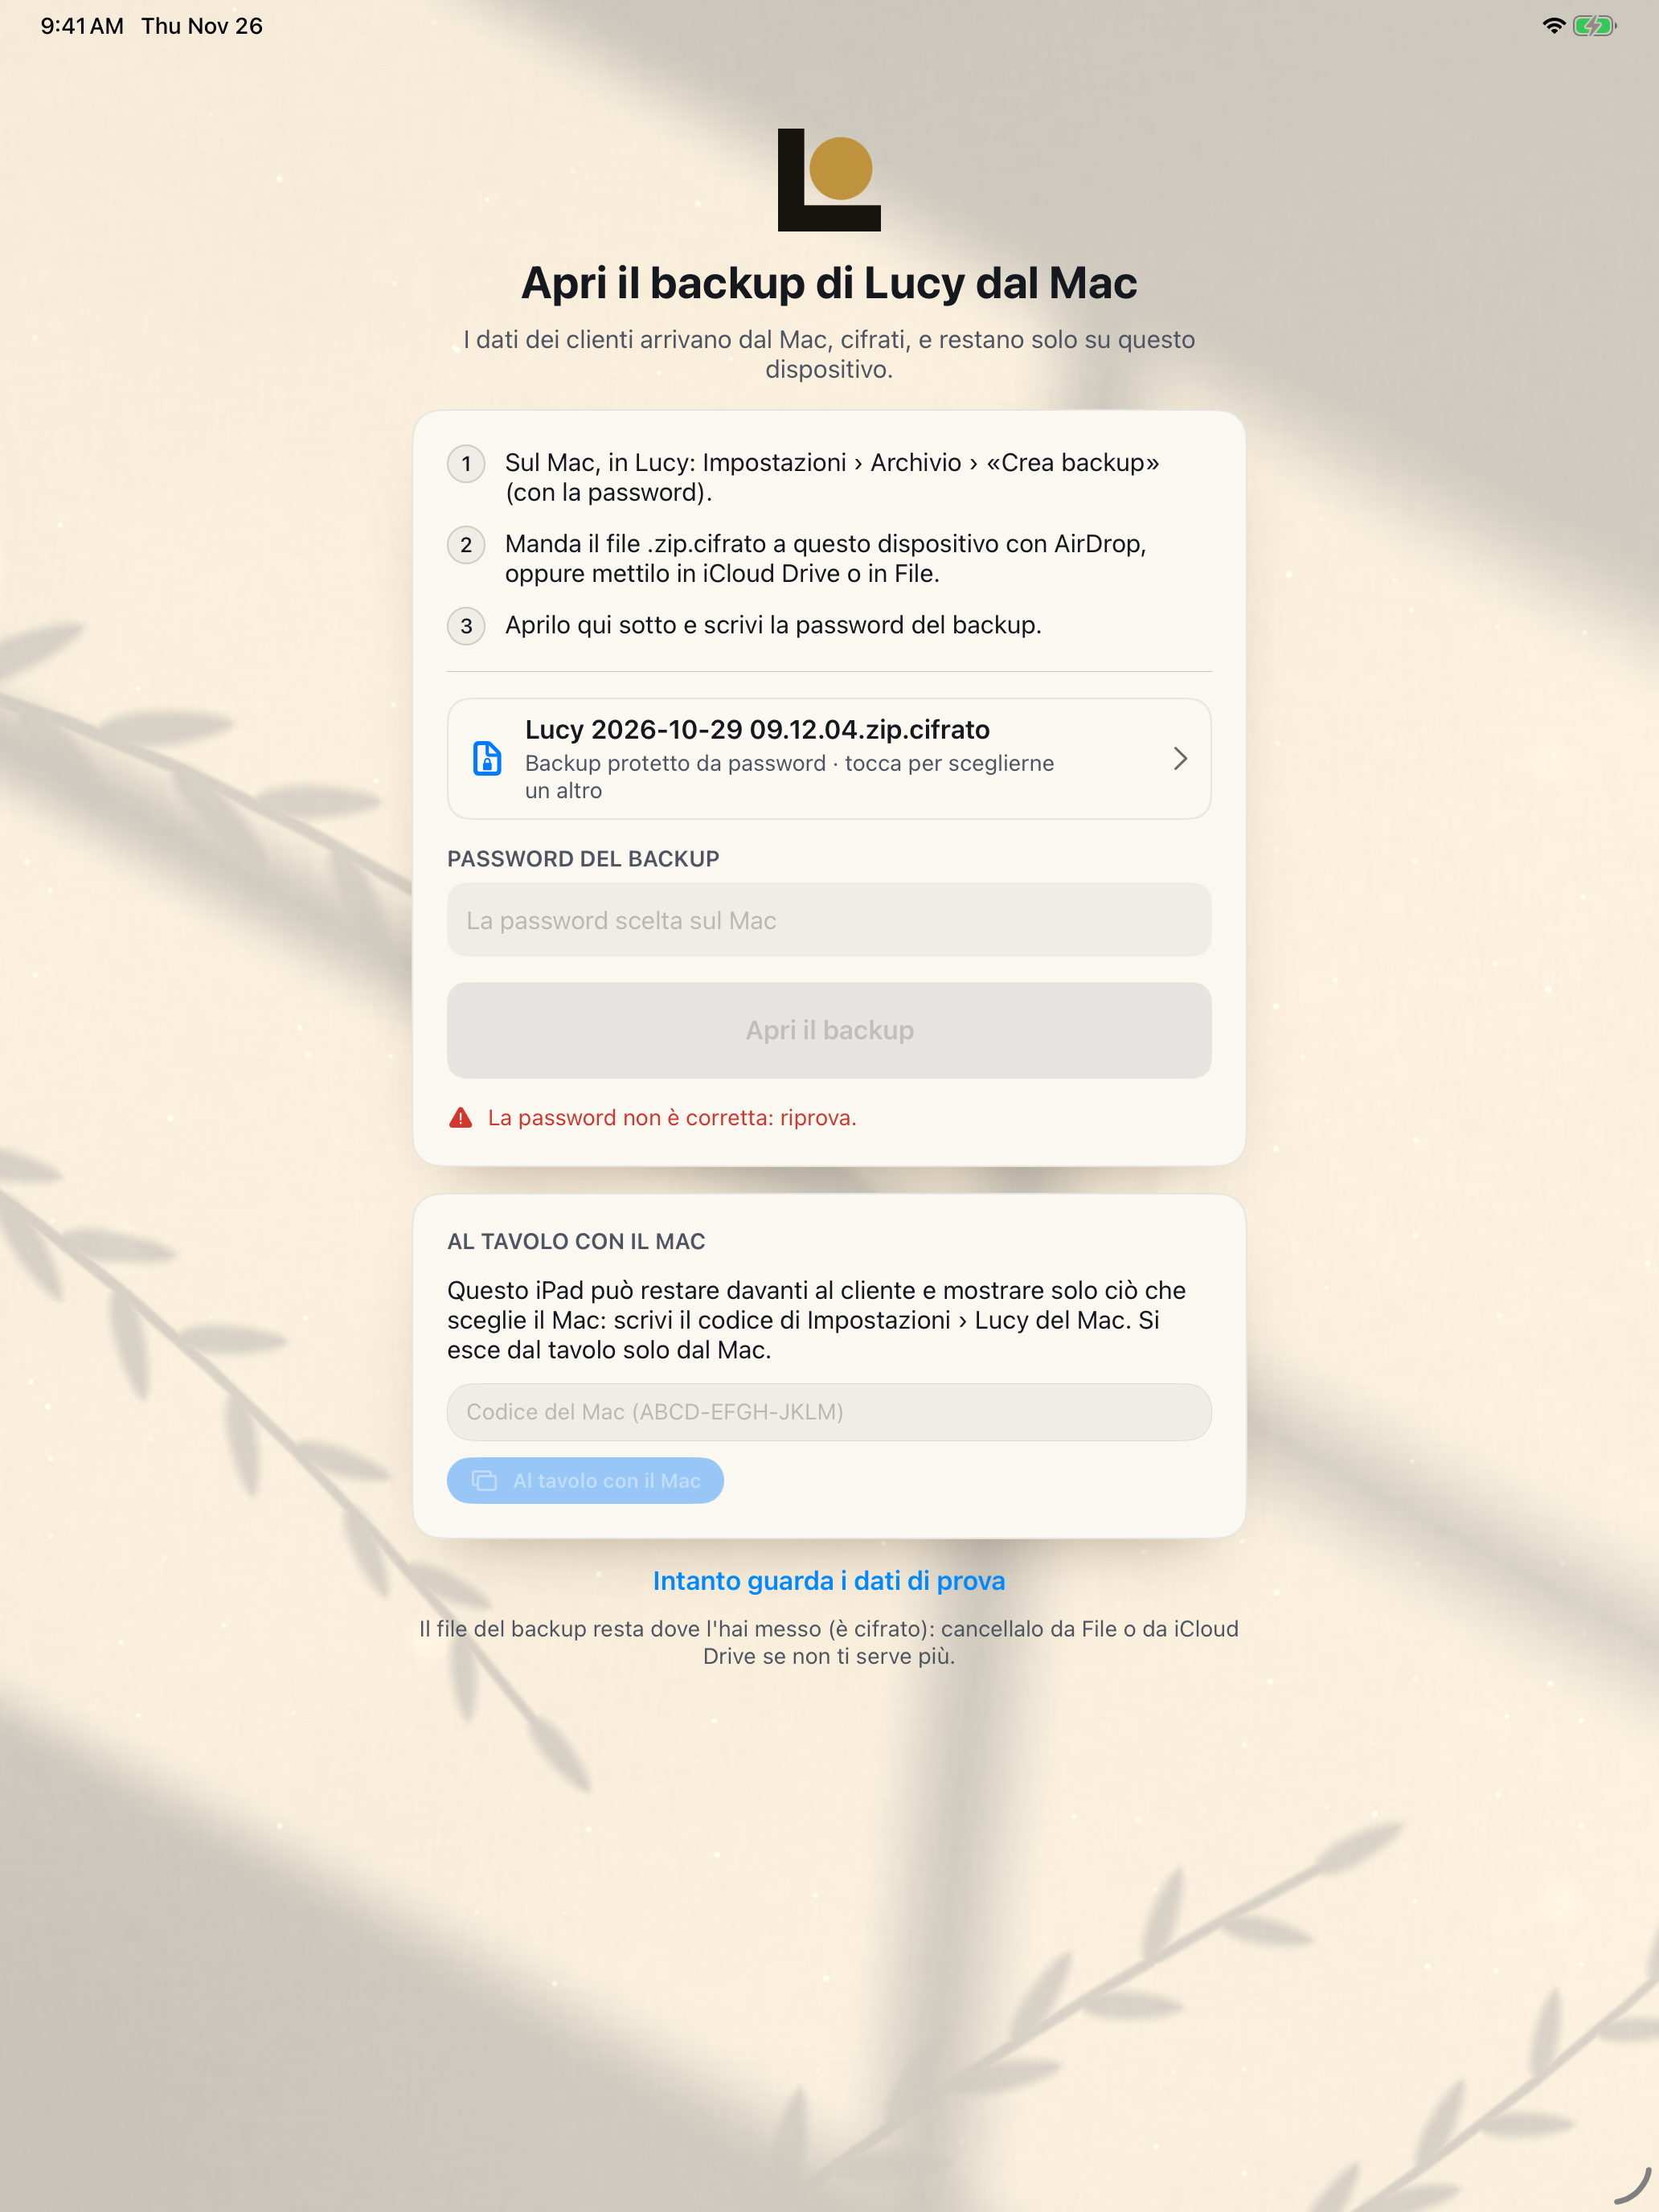 9:41 AM Thu Nov 26
Apri il backup di Lucy dal Mac
I dati dei clienti arrivano dal Mac, cifrati, e restano solo su questo
dispositivo.
1 Sul Mac, in Lucy: Impostazioni › Archivio › «Crea backup»
(con la password).
2 Manda il file .zip.cifrato a questo dispositivo con AirDrop,
oppure mettilo in iCloud Drive o in File.
3 Aprilo qui sotto e scrivi la password del backup.
Lucy 2026-10-29 09.12.04.zip.cifrato
Backup protetto da password · tocca per sceglierne
un altro
PASSWORD DEL BACKUP
La password scelta sul Mac
Apri il backup
La password non è corretta: riprova.
AL TAVOLO CON IL MAC
Questo iPad può restare davanti al cliente e mostrare solo ciò che
sceglie il Mac: scrivi il codice di Impostazioni › Lucy del Mac. Si
esce dal tavolo solo dal Mac.
Codice del Mac (ABCD-EFGH-JKLM)
Al tavolo con il Mac
Intanto guarda i dati di prova
Il file del backup resta dove l'hai messo (è cifrato): cancellalo da File o da iCloud
Drive se non ti serve più.